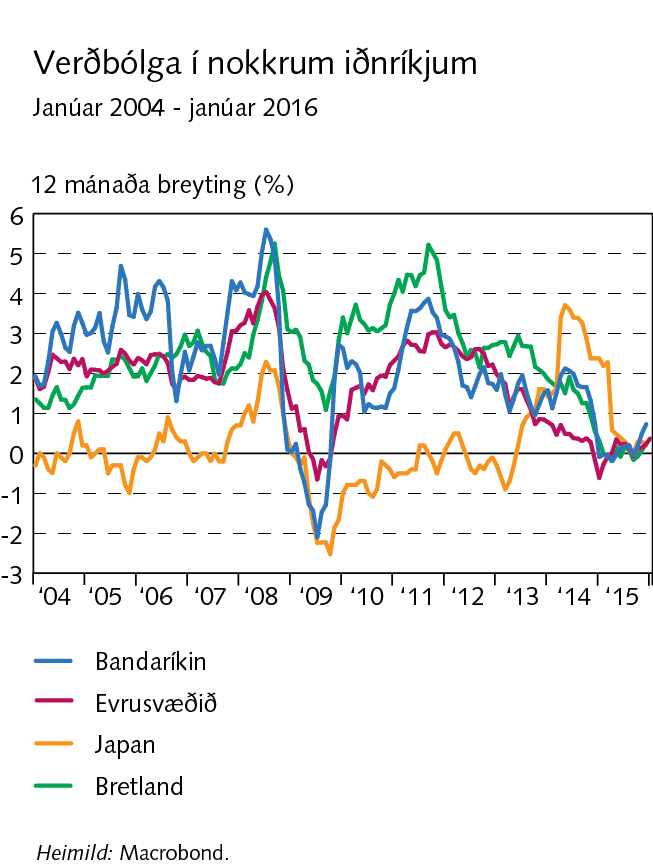 Verðbólga í nokkrum iðnríkjum
Janúar 2004 - janúar 2016
12 mánaða breyting (%)
6
5
4
3
2
1
0
-1
-2
-3
‘04 ‘05 ‘06 ‘07 ‘08 ‘09 ‘10 ‘11 ‘12 ‘13 ‘14 ‘15
Bandaríkin
Evrusvæðið
Japan
Bretland
Heimild: Macrobond.